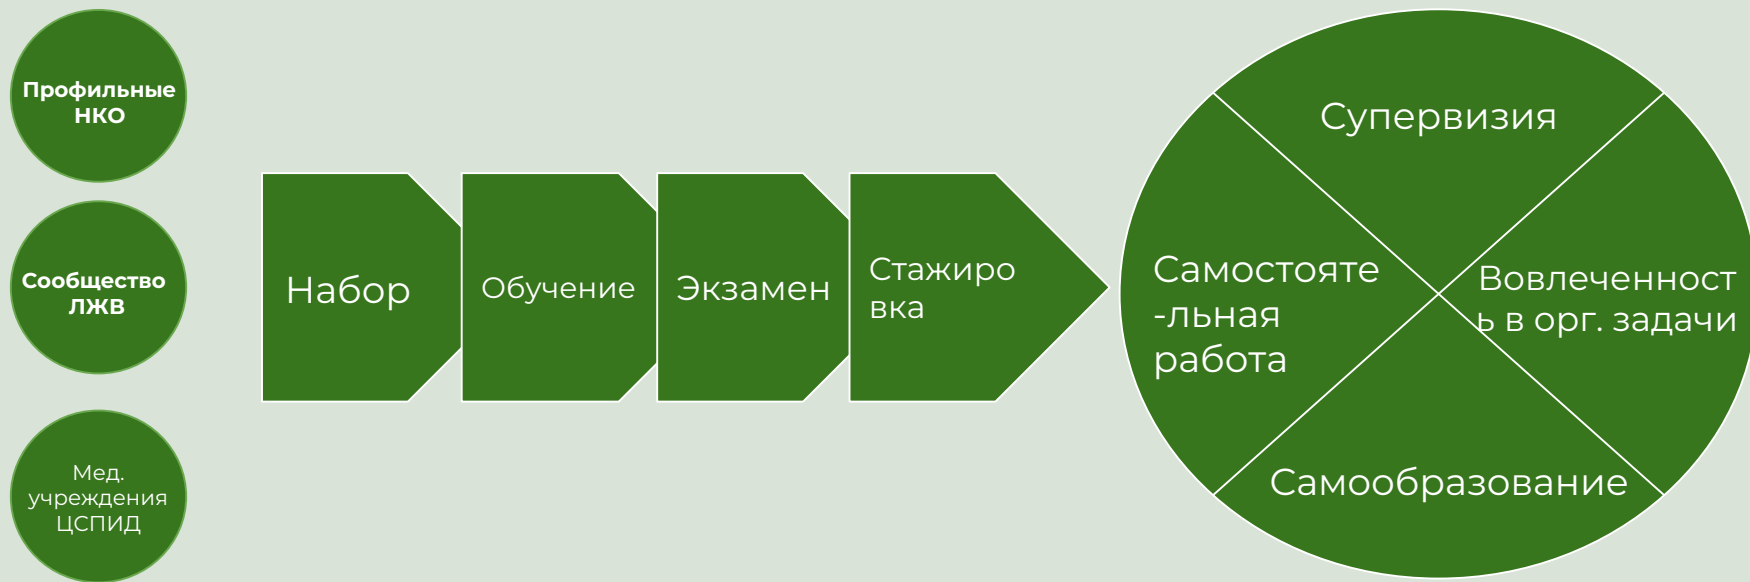 Профильные
НКО
Сообщество
ЛЖВ
Мед.
учреждения
ЦСПИД
Набор
Обучение
Экзамен
Стажиро
вка
Супервизия
Самостояте
-льная
работа
Вовлеченност
ь в орг. задачи
Самообразование